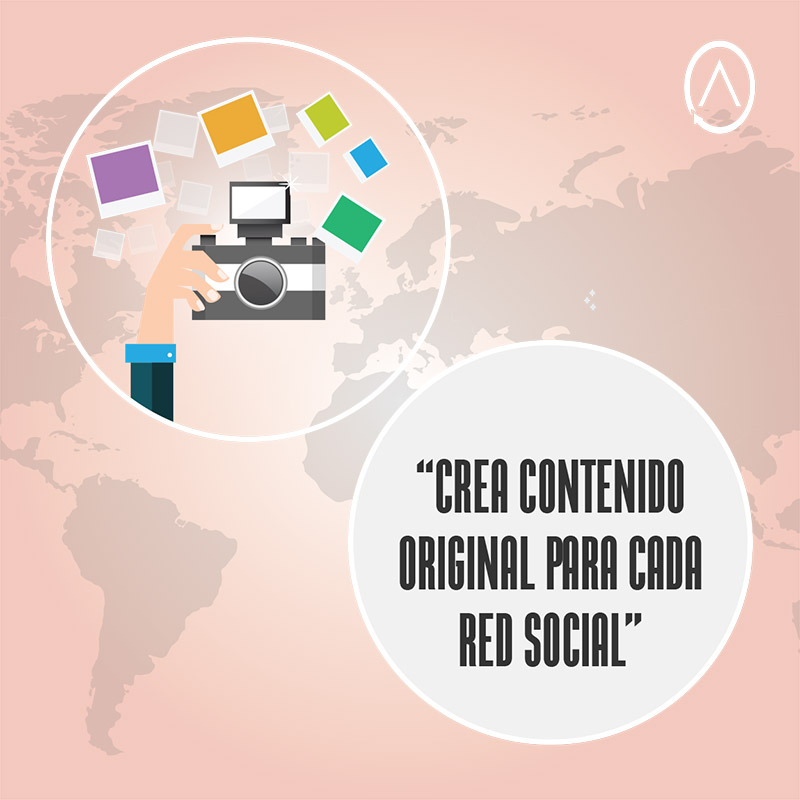 “CREA CONTENIDO
ORIGINAL PARA CADA
RED SOCIAL”